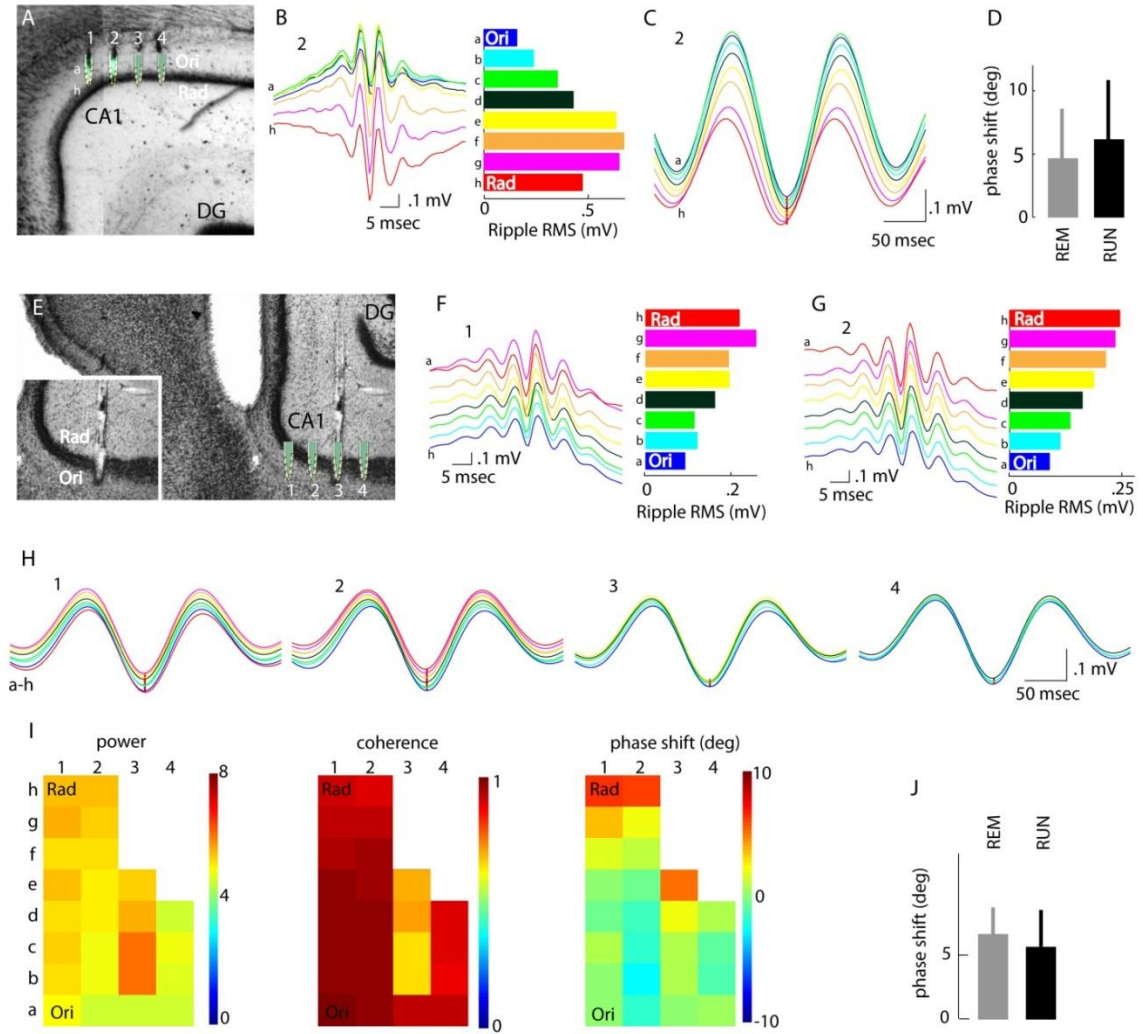 A
1 2 3 4
a
h
Ori
Rad
CA1
DG
B
2
a
h
.1 mV
5 msec
a Ori
b
c
d
e
f
g
h Rad
0 .5
Ripple RMS (mV)
C
2
a
h
.1 mV
50 msec
D
phase shift (deg)
10
5
0
REM RUN
E
DG
CA1
Rad
Ori
1 2 3 4
F
1
a
h
.1 mV
5 msec
h Rad
g
f
e
d
c
b
a Ori
0 .2
Ripple RMS (mV)
G
2
a
h
.1 mV
5 msec
h Rad
g
f
e
d
c
b
a Ori
0 .25
Ripple RMS (mV)
H
1 2 3 4
a-h
.1 mV
50 msec
I
power
1 2 3 4
h Rad
g
f
e
d
c
b
a Ori
8
4
0
coherence
1 2 3 4
Rad
Ori
1
0
phase shift (deg)
1 2 3 4
Rad
Ori
10
0
-10
J
REM RUN
phase shift (deg)
5
0